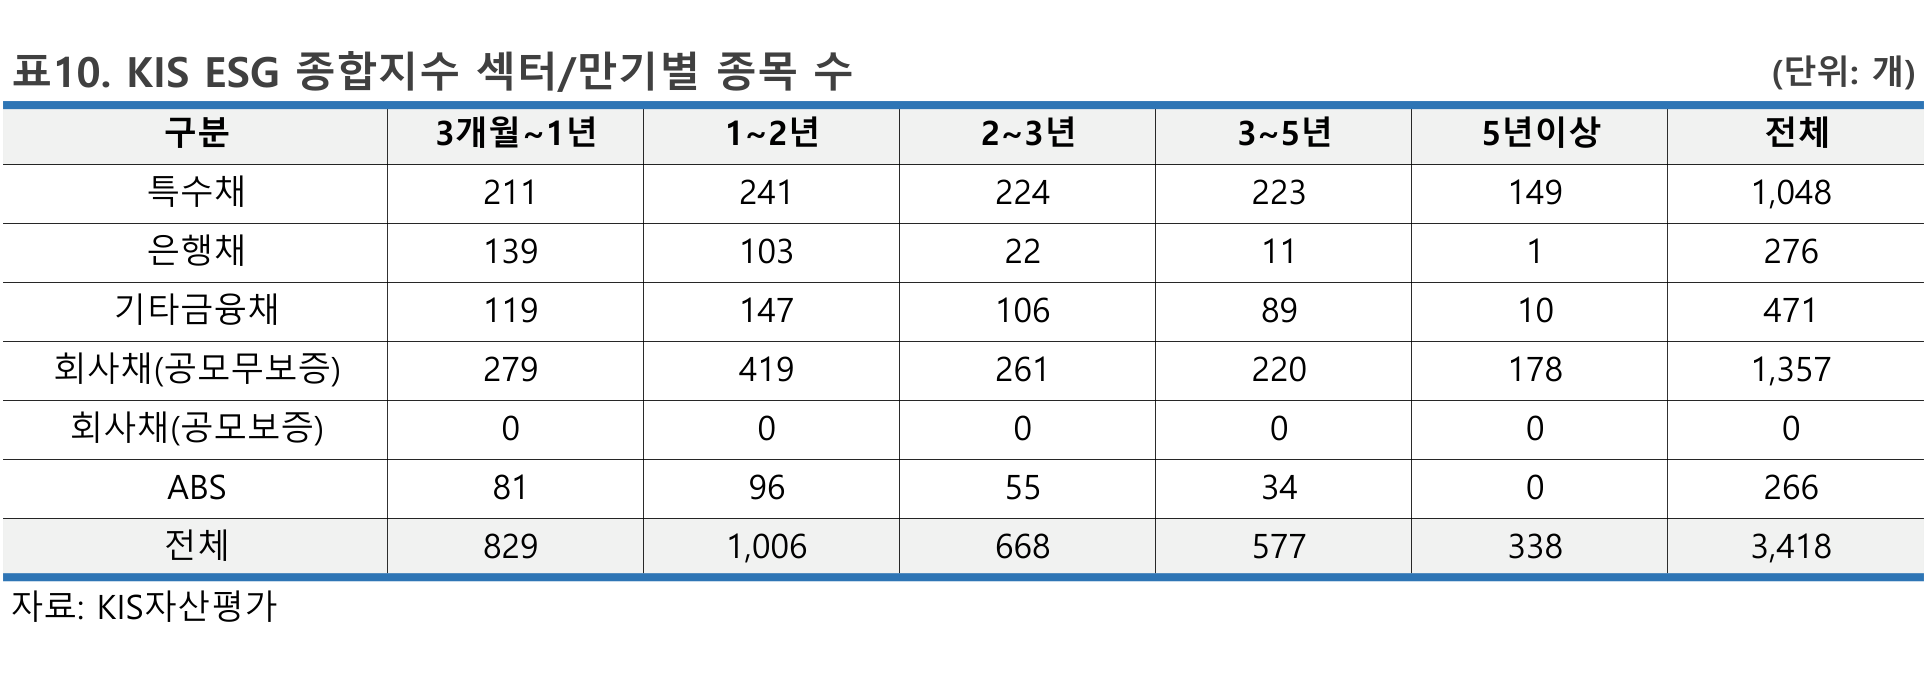 표10. KIS ESG 종합지수 섹터/만기별 종목 수 (단위: 개)
구분 3개월~1년 1~2년 2~3년 3~5년 5년이상 전체
특수채 211 241 224 223 149 1,048
은행채 139 103 22 11 1 276
기타금융채 119 147 106 89 10 471
회사채(공모무보증) 279 419 261 220 178 1,357
회사채(공모보증) 0 0 0 0 0 0
ABS 81 96 55 34 0 266
전체 829 1,006 668 577 338 3,418
자료: KIS자산평가